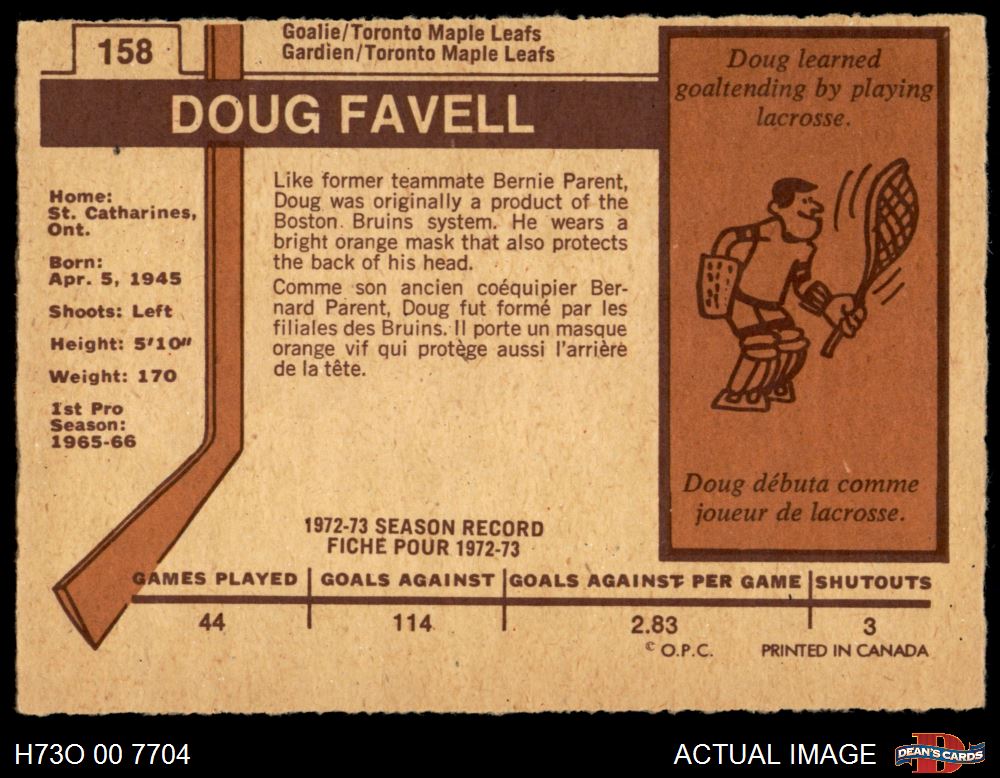 158
Goalie/Toronto Maple Leafs
Gardien/Toronto Maple Leafs
DOUG FAVELL
Home:
St. Catharines,
Ont.
Born:
Apr. 5, 1945
Shoots: Left
Height: 5'10"
Weight: 170
1st Pro
Season:
1965-66
Like former teammate Bernie Parent,
Doug was originally a product of the
Boston Bruins system. He wears a
bright orange mask that also protects
the back of his head.
Comme son ancien coéquipier Ber-
nard Parent, Doug fut formé par les
filiales des Bruins. Il porte un masque
orange vif qui protège aussi l'arrière
de la tête.
Doug learned
goaltending by playing
lacrosse.
Doug débuta comme
joueur de lacrosse.
1972-73 SEASON RECORD
FICHE POUR 1972-73
GAMES PLAYED GOALS AGAINST GOALS AGAINST PER GAME SHUTOUTS
44 114 2.83 3
© O.P.C. PRINTED IN CANADA
H73O 00 7704
ACTUAL IMAGE
D
DEAN'S CARDS